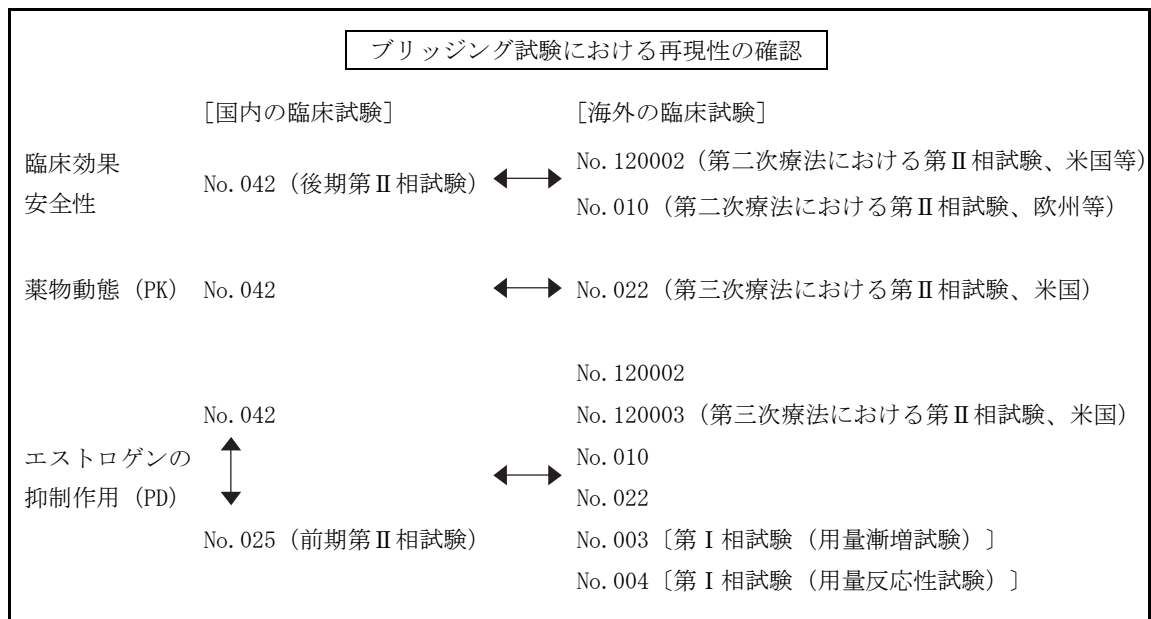 ブリッジング試験における再現性の確認
[国内の臨床試験] [海外の臨床試験]
臨床効果
安全性
No.042（後期第Ⅱ相試験）
No.120002（第二次療法における第Ⅱ相試験、米国等）
No.010（第二次療法における第Ⅱ相試験、欧州等）
薬物動態（PK） No.042 No.022（第三次療法における第Ⅱ相試験、米国）
No.120002
No.042 No.120003（第三次療法における第Ⅱ相試験、米国）
エストロゲンの No.010
抑制作用（PD） No.022
No.025（前期第Ⅱ相試験） No.003〔第Ⅰ相試験（用量漸増試験）〕
No.004〔第Ⅰ相試験（用量反応性試験）〕